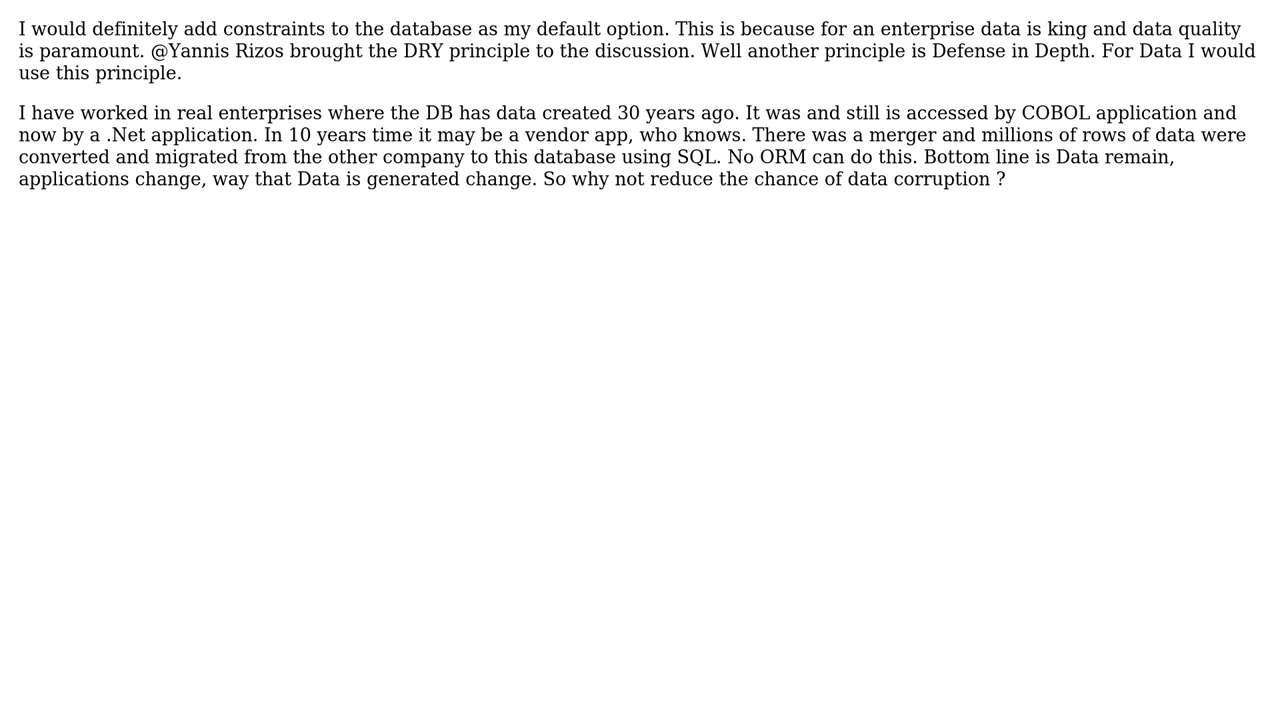 I would definitely add constraints to the database as my default option. This is because for an enterprise data is king and data quality
is paramount. @Yannis Rizos brought the DRY principle to the discussion. Well another principle is Defense in Depth. For Data I would
use this principle.
I have worked in real enterprises where the DB has data created 30 years ago. It was and still is accessed by COBOL application and
now by a .Net application. In 10 years time it may be a vendor app, who knows. There was a merger and millions of rows of data were
converted and migrated from the other company to this database using SQL. No ORM can do this. Bottom line is Data remain,
applications change, way that Data is generated change. So why not reduce the chance of data corruption ?